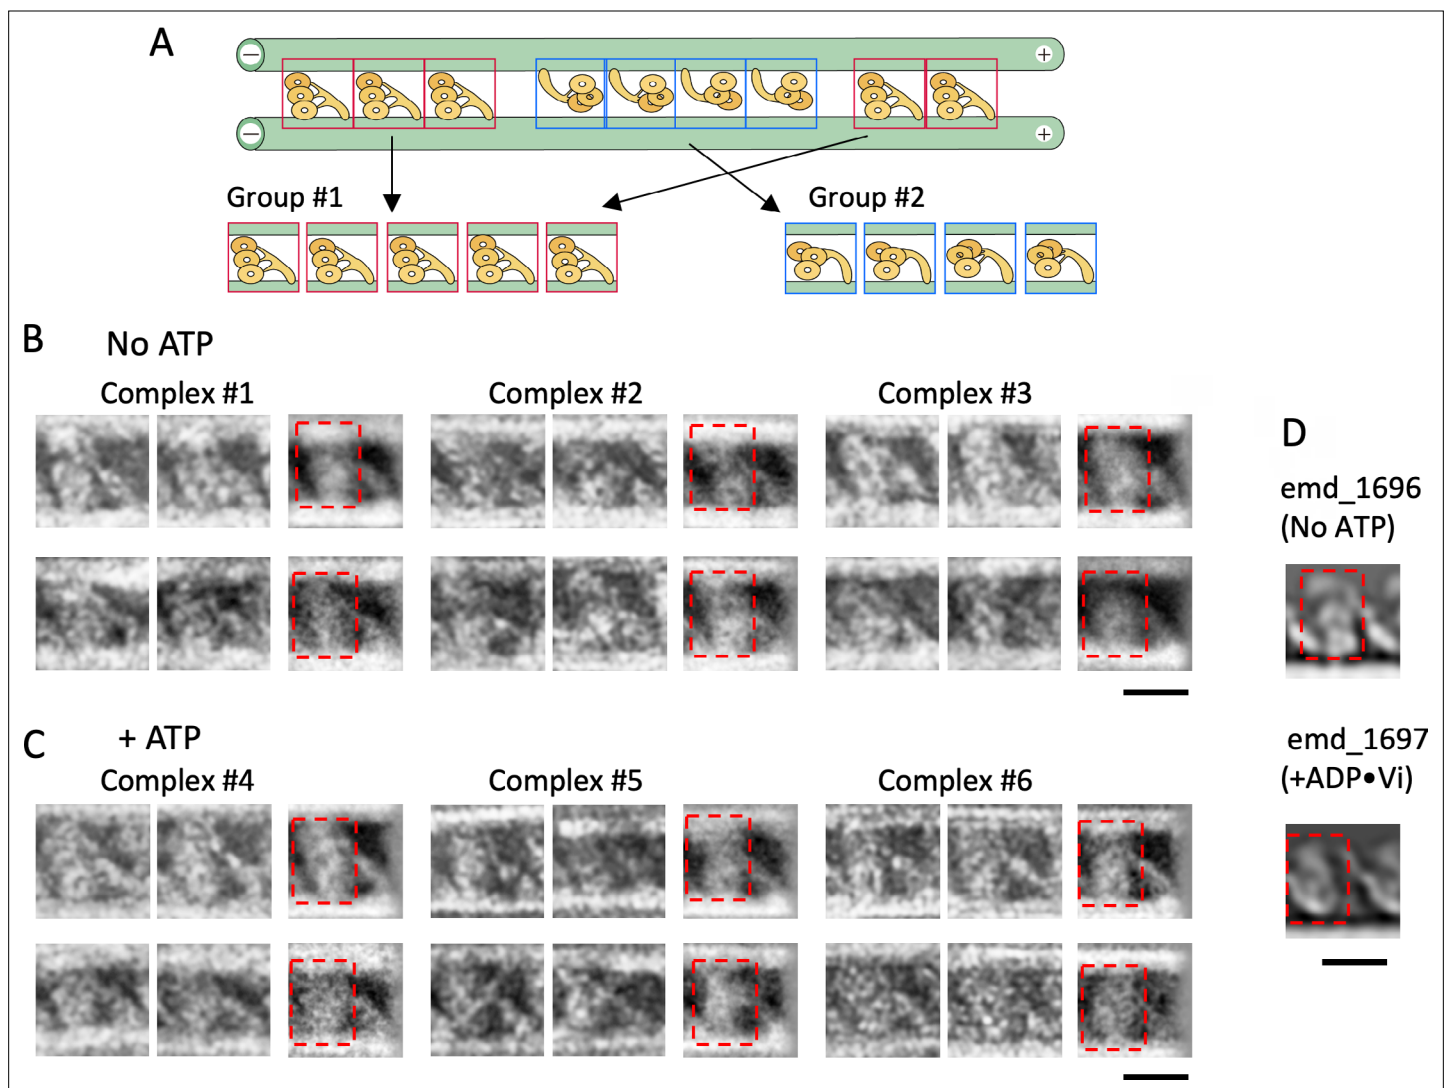 A
− +
− +
Group #1 Group #2
B No ATP
Complex #1 Complex #2 Complex #3
D
emd_1696
(No ATP)
C + ATP
Complex #4 Complex #5 Complex #6
emd_1697
(+ADP•Vi)